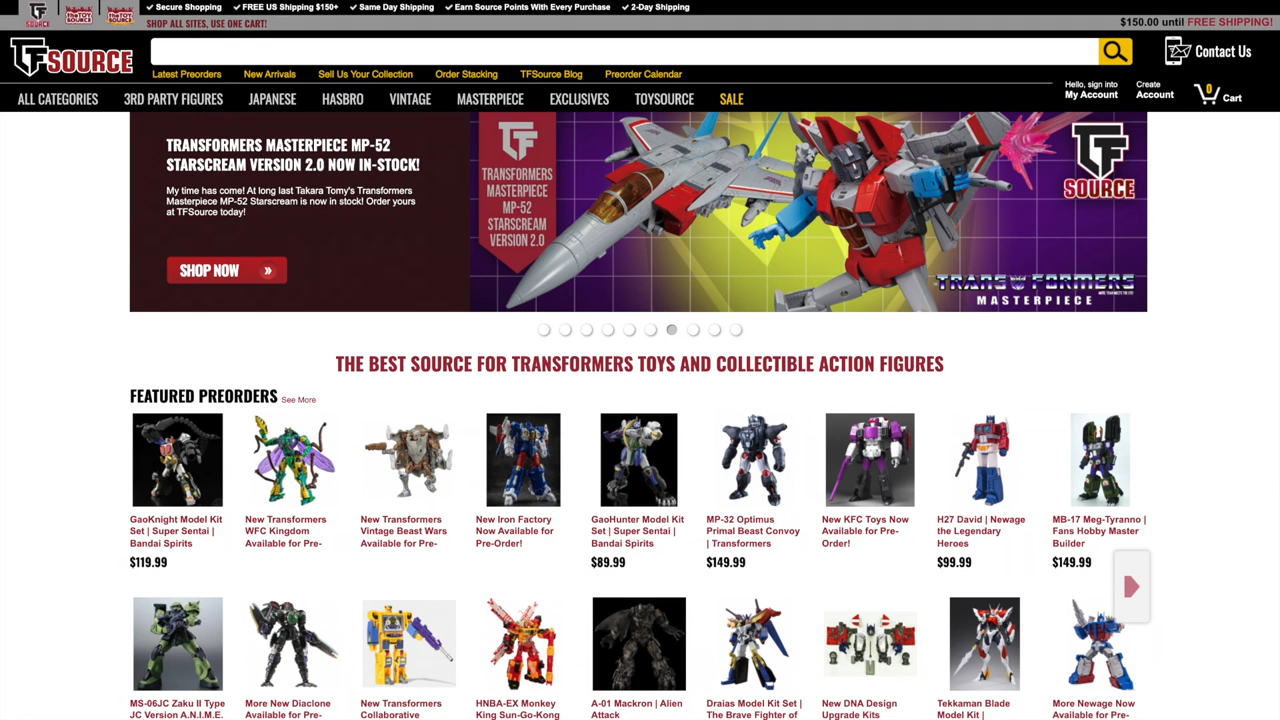 Secure Shopping
FREE US Shipping $150+
Same Day Shipping
Earn Source Points With Every Purchase
2-Day Shipping
SOURCE
the TOY SOURCE
the TOY SOURCE
SHOP ALL SITES, USE ONE CART!
$150.00 until FREE SHIPPING!
TFSOURCE
Contact Us
Latest Preorders
New Arrivals
Sell Us Your Collection
Order Stacking
TFSource Blog
Preorder Calendar
ALL CATEGORIES
3RD PARTY FIGURES
JAPANESE
HASBRO
VINTAGE
MASTERPIECE
EXCLUSIVES
TOYSOURCE
SALE
Hello, sign into
My Account
Create
Account
0
Cart
TRANSFORMERS MASTERPIECE MP-52
STARSCREAM VERSION 2.0 NOW IN-STOCK!
My time has come! At long last Takara Tomy's Transformers
Masterpiece MP-52 Starscream is now in stock! Order yours
at TFSource today!
SHOP NOW »
TF
TRANSFORMERS
MASTERPIECE
MP-52
STARSCREAM
VERSION 2.0
TF
SOURCE
TRANSFORMERS
MASTERPIECE
THE BEST SOURCE FOR TRANSFORMERS TOYS AND COLLECTIBLE ACTION FIGURES
FEATURED PREORDERS See More
GaoKnight Model Kit
Set | Super Sentai |
Bandai Spirits
$119.99
New Transformers
WFC Kingdom
Available for Pre-
New Transformers
Vintage Beast Wars
Available for Pre-
New Iron Factory
Now Available for
Pre-Order!
GaoHunter Model Kit
Set | Super Sentai |
Bandai Spirits
$89.99
MP-32 Optimus
Primal Beast Convoy
| Transformers
$149.99
New KFC Toys Now
Available for Pre-
Order!
H27 David | Newage
the Legendary
Heroes
$99.99
MB-17 Meg-Tyranno |
Fans Hobby Master
Builder
$149.99
MS-06JC Zaku II Type
JC Version A.N.I.M.E.
More New Diaclone
Available for Pre-
New Transformers
Collaborative
HNBA-EX Monkey
King Sun-Go-Kong
A-01 Mackron | Alien
Attack
Draias Model Kit Set |
The Brave Fighter of
New DNA Design
Upgrade Kits
Tekkaman Blade
Model Kit |
More Newage Now
Available for Pre-